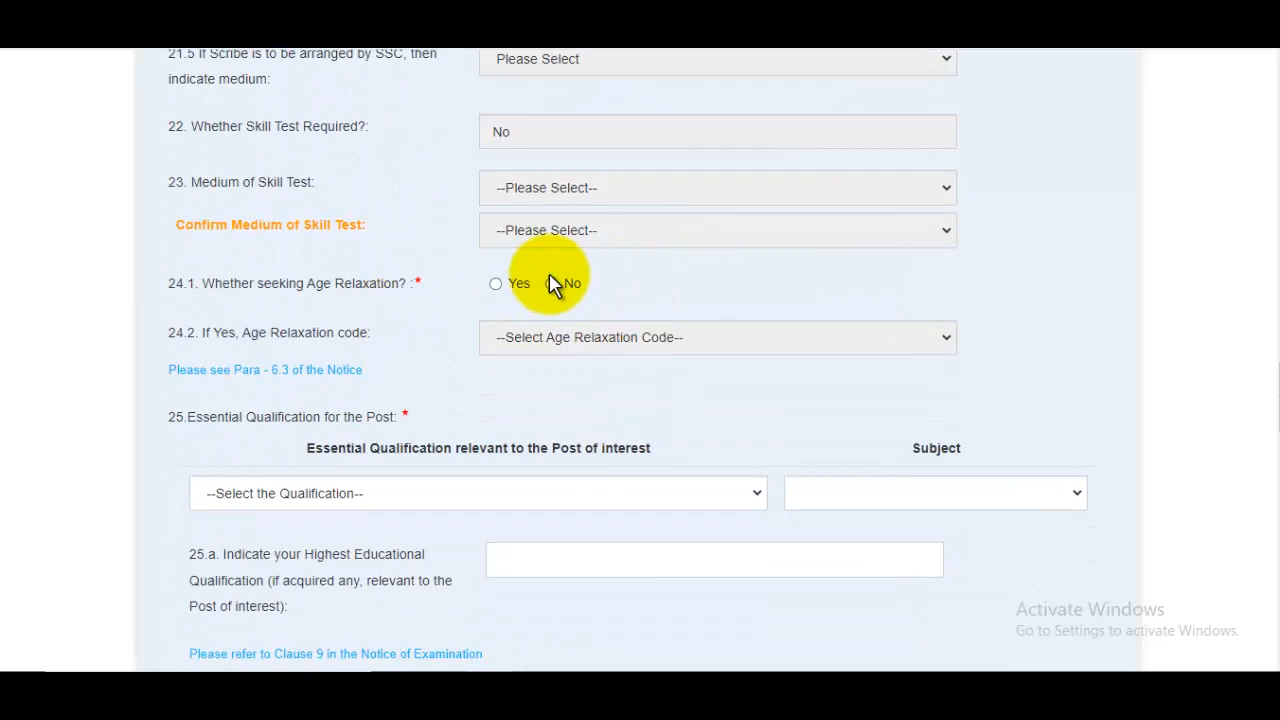 21.5 If Scribe is to be arranged by SSC, then
indicate medium:
Please Select
22. Whether Skill Test Required?:
No
23. Medium of Skill Test:
--Please Select--
Confirm Medium of Skill Test:
--Please Select--
24.1. Whether seeking Age Relaxation? :*
Yes No
24.2. If Yes, Age Relaxation code:
--Select Age Relaxation Code--
Please see Para - 6.3 of the Notice
25.Essential Qualification for the Post: *
Essential Qualification relevant to the Post of interest
Subject
--Select the Qualification--
25.a. Indicate your Highest Educational
Qualification (if acquired any, relevant to the
Post of interest):
Please refer to Clause 9 in the Notice of Examination
Activate Windows
Go to Settings to activate Windows.